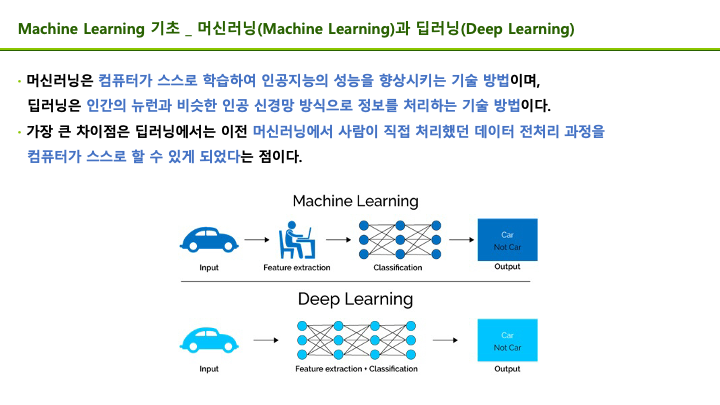 Machine Learning 기초 _ 머신러닝(Machine Learning)과 딥러닝(Deep Learning)
· 머신러닝은 컴퓨터가 스스로 학습하여 인공지능의 성능을 향상시키는 기술 방법이며,
딥러닝은 인간의 뉴런과 비슷한 인공 신경망 방식으로 정보를 처리하는 기술 방법이다.
· 가장 큰 차이점은 딥러닝에서는 이전 머신러닝에서 사람이 직접 처리했던 데이터 전처리 과정을
컴퓨터가 스스로 할 수 있게 되었다는 점이다.
Machine Learning
Car
Not Car
Input
Feature extraction
Classification
Output
Deep Learning
Car
Not Car
Input
Feature extraction + Classification
Output